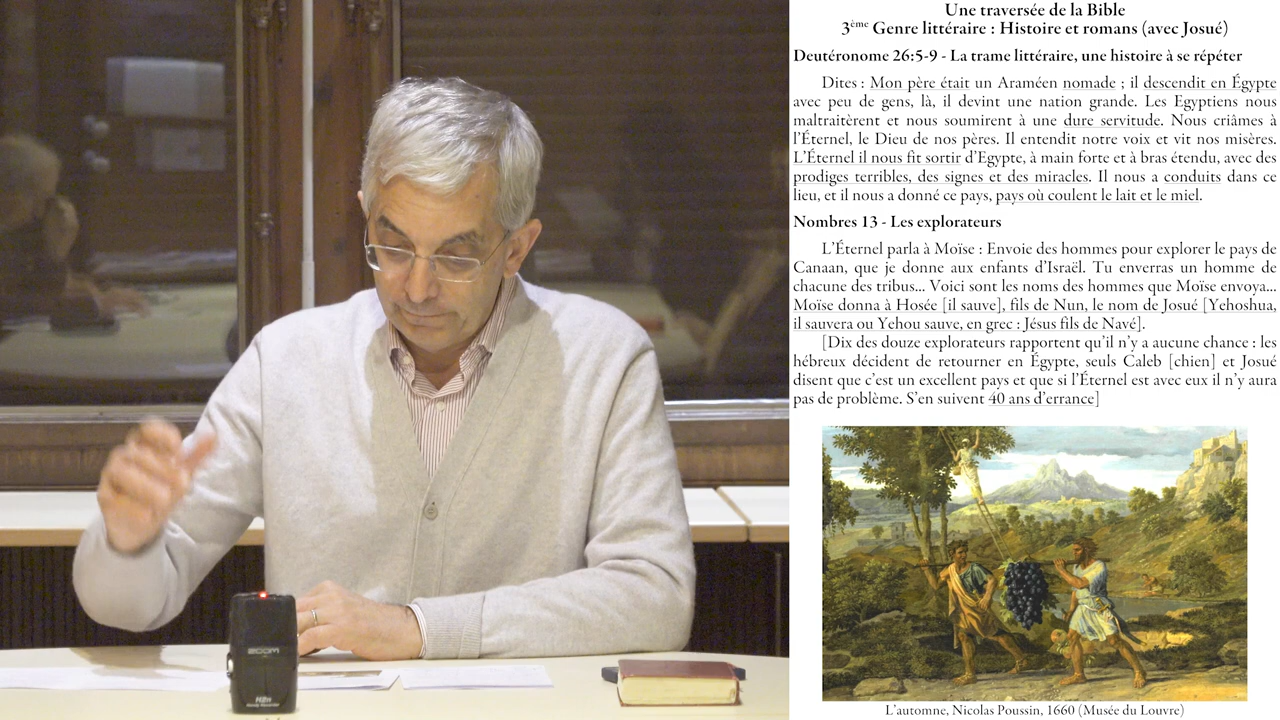 Une traversée de la Bible
3ème Genre littéraire : Histoire et romans (avec Josué)
Deutéronome 26:5-9 - La trame littéraire, une histoire à se répéter
Dites : Mon père était un Araméen nomade ; il descendit en Égypte
avec peu de gens, là, il devint une nation grande. Les Egyptiens nous
maltraitèrent et nous soumirent à une dure servitude. Nous criâmes à
l'Éternel, le Dieu de nos pères. Il entendit notre voix et vit nos misères.
L'Éternel il nous fit sortir d'Egypte, à main forte et à bras étendu, avec des
prodiges terribles, des signes et des miracles. Il nous a conduits dans ce
lieu, et il nous a donné ce pays, pays où coulent le lait et le miel.
Nombres 13 - Les explorateurs
L'Éternel parla à Moïse : Envoie des hommes pour explorer le pays de
Canaan, que je donne aux enfants d'Israël. Tu enverras un homme de
chacune des tribus... Voici sont les noms des hommes que Moïse envoya...
Moïse donna à Hosée [il sauve], fils de Nun, le nom de Josué [Yehoshua,
il sauvera ou Yehou sauve, en grec : Jésus fils de Navé].
[Dix des douze explorateurs rapportent qu'il n'y a aucune chance : les
hébreux décident de retourner en Égypte, seuls Caleb [chien] et Josué
disent que c'est un excellent pays et que si l'Éternel est avec eux il n'y aura
pas de problème. S'en suivent 40 ans d'errance]
L'automne, Nicolas Poussin, 1660 (Musée du Louvre)
zoom
H2n